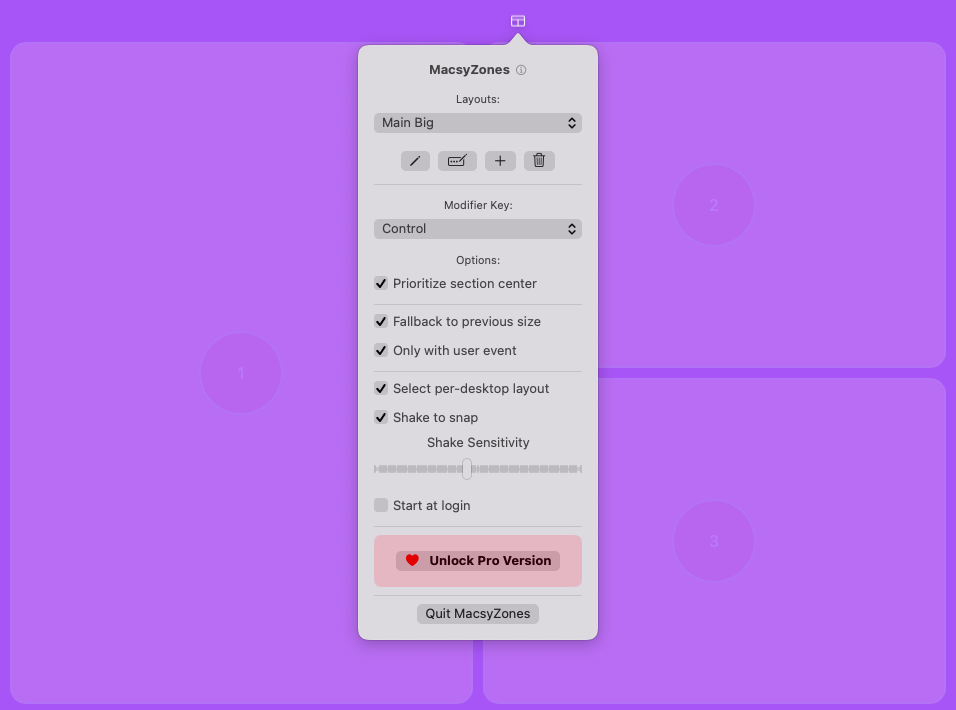 MacsyZones
Layouts:
Main Big
Modifier Key:
Control
Options:
Prioritize section center
Fallback to previous size
Only with user event
Select per-desktop layout
Shake to snap
Shake Sensitivity
Start at login
Unlock Pro Version
Quit MacsyZones
1
2
3